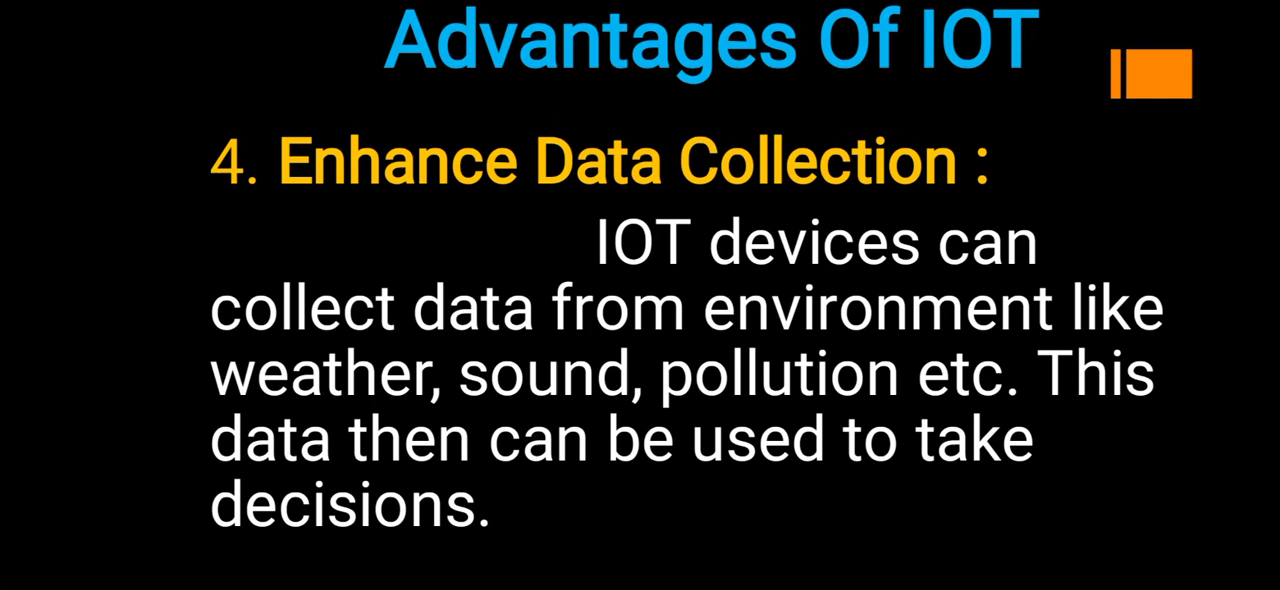 Advantages Of IOT
4. Enhance Data Collection :
IOT devices can
collect data from environment like
weather, sound, pollution etc. This
data then can be used to take
decisions.